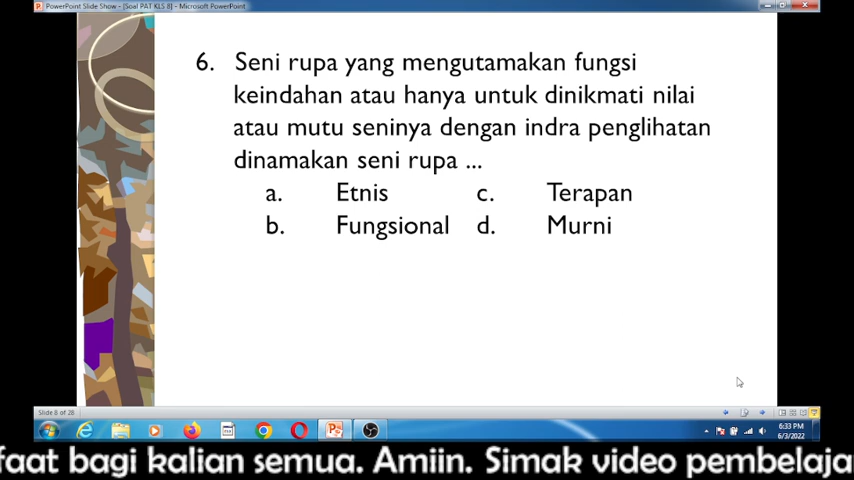 PowerPoint Slide Show - [Soal PAT KLS 8] - Microsoft PowerPoint
6. Seni rupa yang mengutamakan fungsi
keindahan atau hanya untuk dinikmati nilai
atau mutu seninya dengan indra penglihatan
dinamakan seni rupa ...
a. Etnis c. Terapan
b. Fungsional d. Murni
Slide 8 of 28
6:33 PM
6/3/2022
faat bagi kalian semua. Amiin. Simak video pembelaja